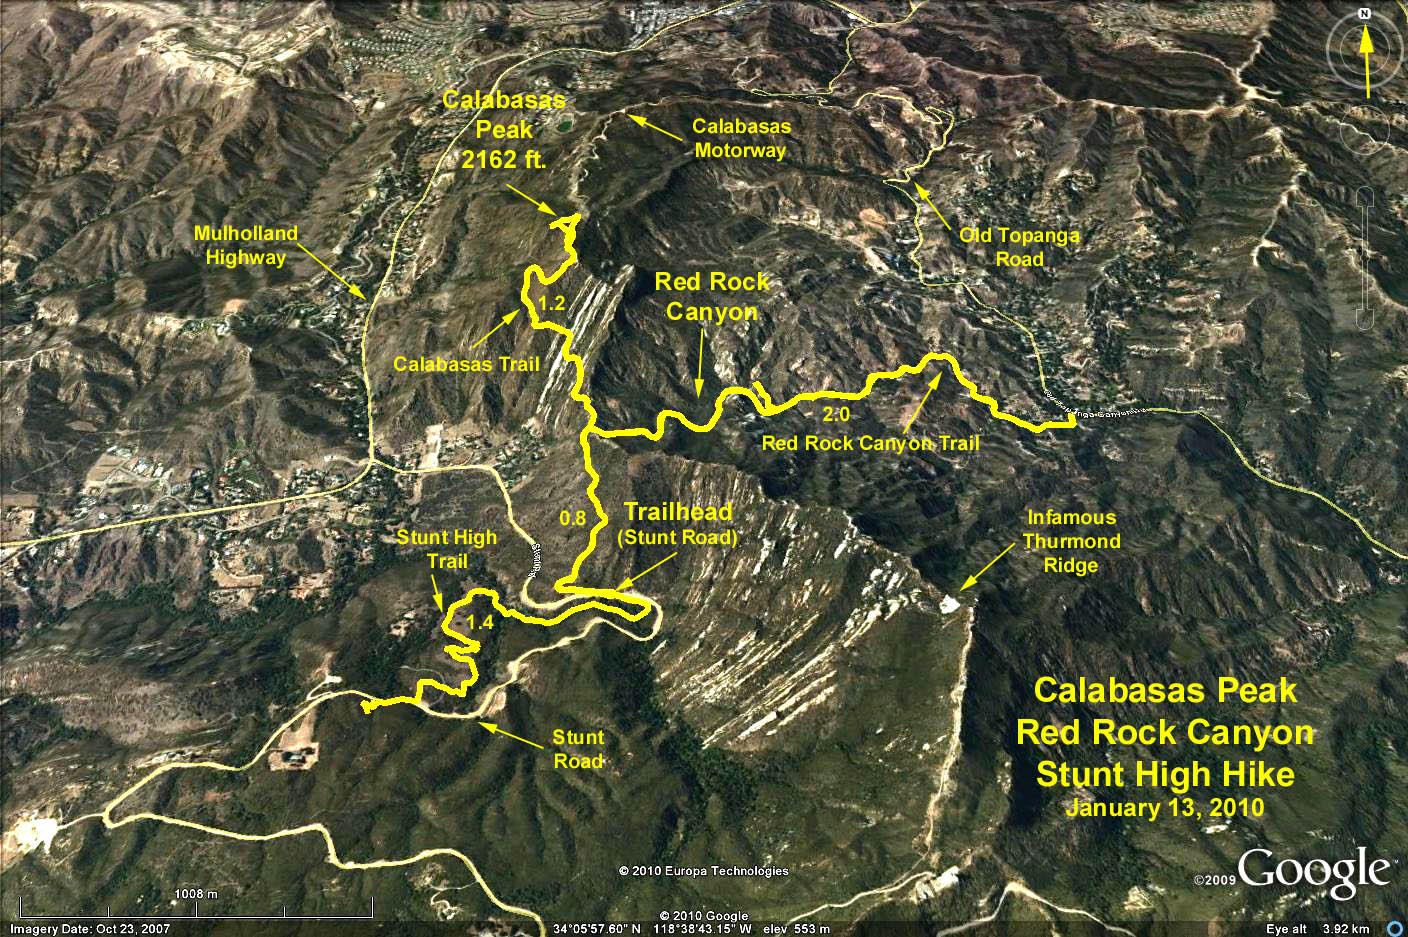 N
Calabasas
Peak
2162 ft.
Calabasas
Motorway
Mulholland
Highway
Old Topanga
Road
Red Rock
Canyon
1.2
Calabasas Trail
2.0
Red Rock Canyon Trail
0.8
Trailhead
(Stunt Road)
Stunt High
Trail
Infamous
Thurmond
Ridge
1.4
Stunt
Road
Calabasas Peak
Red Rock Canyon
Stunt High Hike
January 13, 2010
© 2010 Europa Technologies
©2009 Google
1008 m
© 2010 Google
Imagery Date: Oct 23, 2007
34°05'57.60" N 118°38'43.15" W elev 553 m
Eye alt 3.92 km